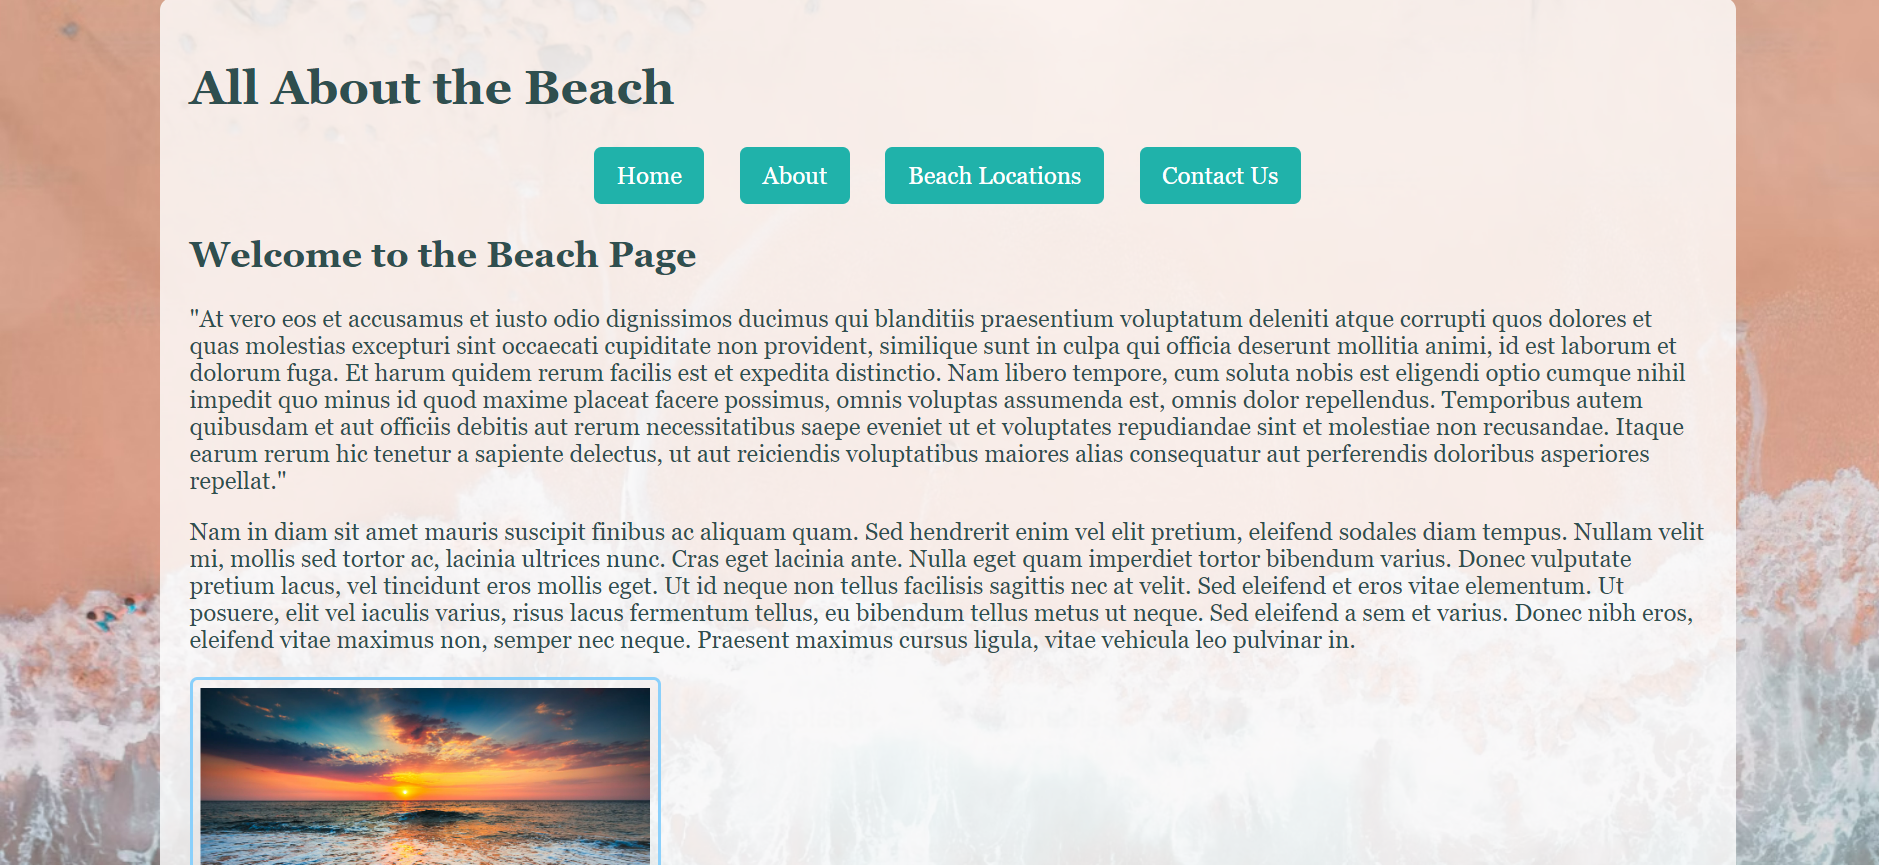 All About the Beach
Home About Beach Locations Contact Us
Welcome to the Beach Page
"At vero eos et accusamus et iusto odio dignissimos ducimus qui blanditiis praesentium voluptatum deleniti atque corrupti quos dolores et
quas molestias excepturi sint occaecati cupiditate non provident, similique sunt in culpa qui officia deserunt mollitia animi, id est laborum et
dolorum fuga. Et harum quidem rerum facilis est et expedita distinctio. Nam libero tempore, cum soluta nobis est eligendi optio cumque nihil
impedit quo minus id quod maxime placeat facere possimus, omnis voluptas assumenda est, omnis dolor repellendus. Temporibus autem
quibusdam et aut officiis debitis aut rerum necessitatibus saepe eveniet ut et voluptates repudiandae sint et molestiae non recusandae. Itaque
earum rerum hic tenetur a sapiente delectus, ut aut reiciendis voluptatibus maiores alias consequatur aut perferendis doloribus asperiores
repellat."
Nam in diam sit amet mauris suscipit finibus ac aliquam quam. Sed hendrerit enim vel elit pretium, eleifend sodales diam tempus. Nullam velit
mi, mollis sed tortor ac, lacinia ultrices nunc. Cras eget lacinia ante. Nulla eget quam imperdiet tortor bibendum varius. Donec vulputate
pretium lacus, vel tincidunt eros mollis eget. Ut id neque non tellus facilisis sagittis nec at velit. Sed eleifend et eros vitae elementum. Ut
posuere, elit vel iaculis varius, risus lacus fermentum tellus, eu bibendum tellus metus ut neque. Sed eleifend a sem et varius. Donec nibh eros,
eleifend vitae maximus non, semper nec neque. Praesent maximus cursus ligula, vitae vehicula leo pulvinar in.